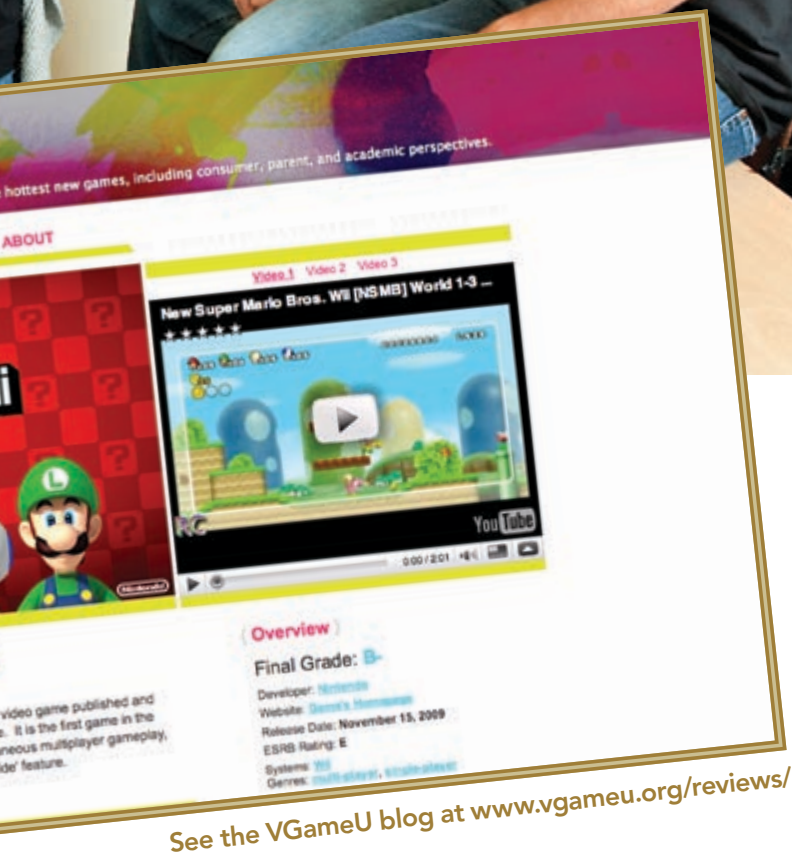 hottest new games, including consumer, parent, and academic perspectives.
ABOUT
Video 1 Video 2 Video 3
New Super Mario Bros. Wii [NSMB] World 1-3 ...
RC
YouTube
0:00 / 2:01
Nintendo
video game published and
It is the first game in the
multiplayer gameplay,
feature.
( Overview )
Final Grade: B-
Developer: Nintendo
Website: Game's Homepage
Release Date: November 15, 2009
ESRB Rating: E
Systems: Wii
Genres: multi-player, single-player
See the VGameU blog at www.vgameu.org/reviews/